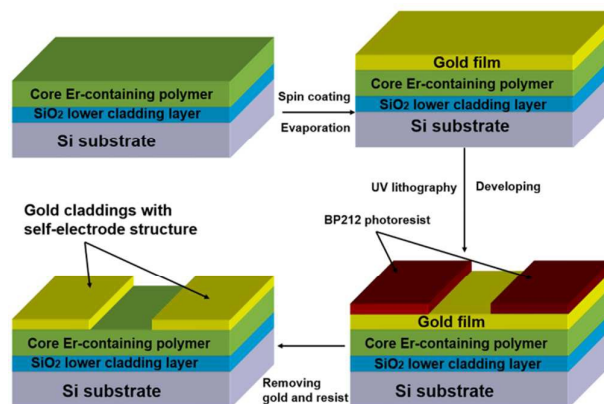 Core Er-containing polymer
SiO₂ lower cladding layer
Si substrate
Spin coating
Evaporation
Gold film
Core Er-containing polymer
SiO₂ lower cladding layer
Si substrate
UV lithography
Developing
BP212 photoresist
Gold film
Core Er-containing polymer
SiO₂ lower cladding layer
Si substrate
Removing
gold and resist
Gold claddings with
self-electrode structure
Core Er-containing polymer
SiO₂ lower cladding layer
Si substrate